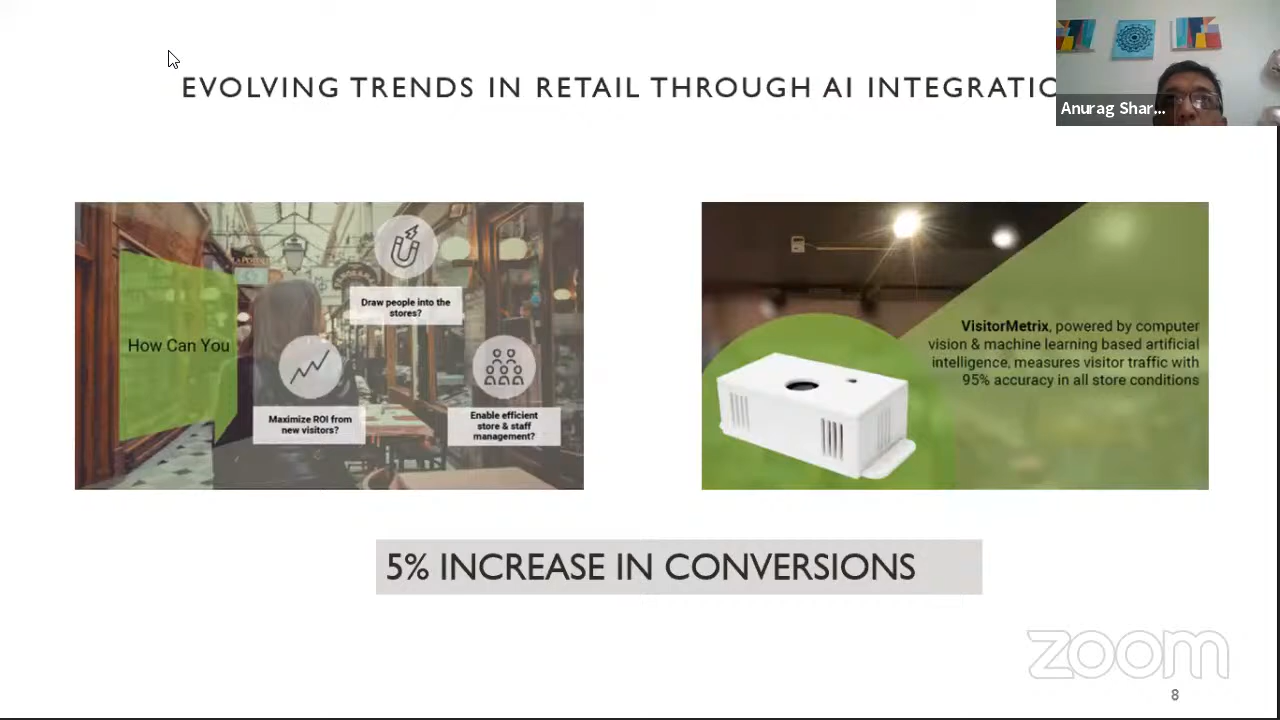 EVOLVING TRENDS IN RETAIL THROUGH AI INTEGRATIO
Anurag Shar...
How Can You
Draw people into the
stores?
Maximize ROI from
new visitors?
Enable efficient
store & staff
management?
VisitorMetrix, powered by computer
vision & machine learning based artificial
intelligence, measures visitor traffic with
95% accuracy in all store conditions
5% INCREASE IN CONVERSIONS
zoom
8